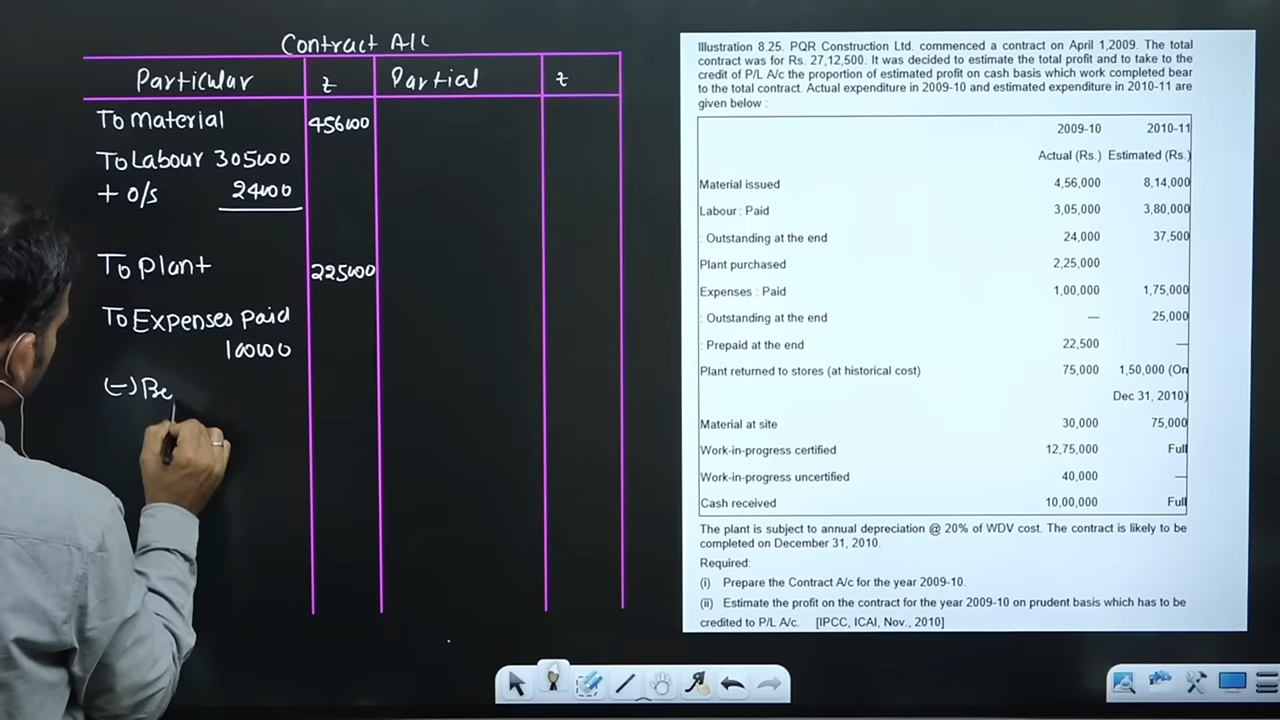 Contract A/c
Particular ₹ Partial ₹
To Material 456000
To Labour 305000
+ o/s 24000
To Plant 225000
To Expenses Paid
100000
(-) Be
Illustration 8.25. PQR Construction Ltd. commenced a contract on April 1,2009. The total
contract was for Rs. 27,12,500. It was decided to estimate the total profit and to take to the
credit of P/L A/c the proportion of estimated profit on cash basis which work completed bear
to the total contract. Actual expenditure in 2009-10 and estimated expenditure in 2010-11 are
given below :
2009-10 2010-11
Actual (Rs.) Estimated (Rs.)
Material issued 4,56,000 8,14,000
Labour : Paid 3,05,000 3,80,000
: Outstanding at the end 24,000 37,500
Plant purchased 2,25,000
Expenses : Paid 1,00,000 1,75,000
: Outstanding at the end — 25,000
: Prepaid at the end 22,500 —
Plant returned to stores (at historical cost) 75,000 1,50,000 (On
Dec 31, 2010)
Material at site 30,000 75,000
Work-in-progress certified 12,75,000 Full
Work-in-progress uncertified 40,000 —
Cash received 10,00,000 Full
The plant is subject to annual depreciation @ 20% of WDV cost. The contract is likely to be
completed on December 31, 2010.
Required:
(i) Prepare the Contract A/c for the year 2009-10.
(ii) Estimate the profit on the contract for the year 2009-10 on prudent basis which has to be
credited to P/L A/c. [IPCC, ICAI, Nov., 2010]